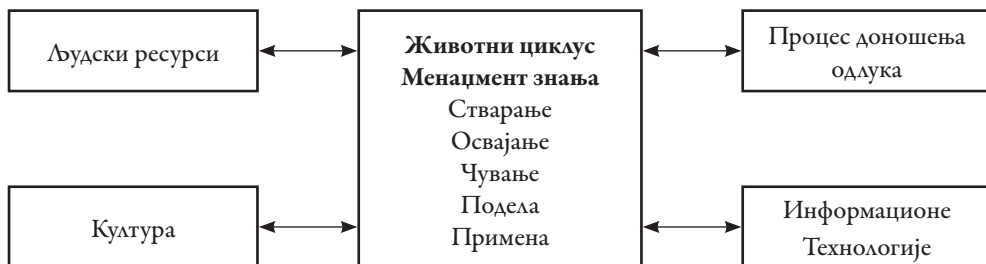 Људски ресурси
Култура
Животни циклус
Менаџмент знања
Стварање
Освајање
Чување
Подела
Примена
Процес доношења
одлука
Информационе
Технологије